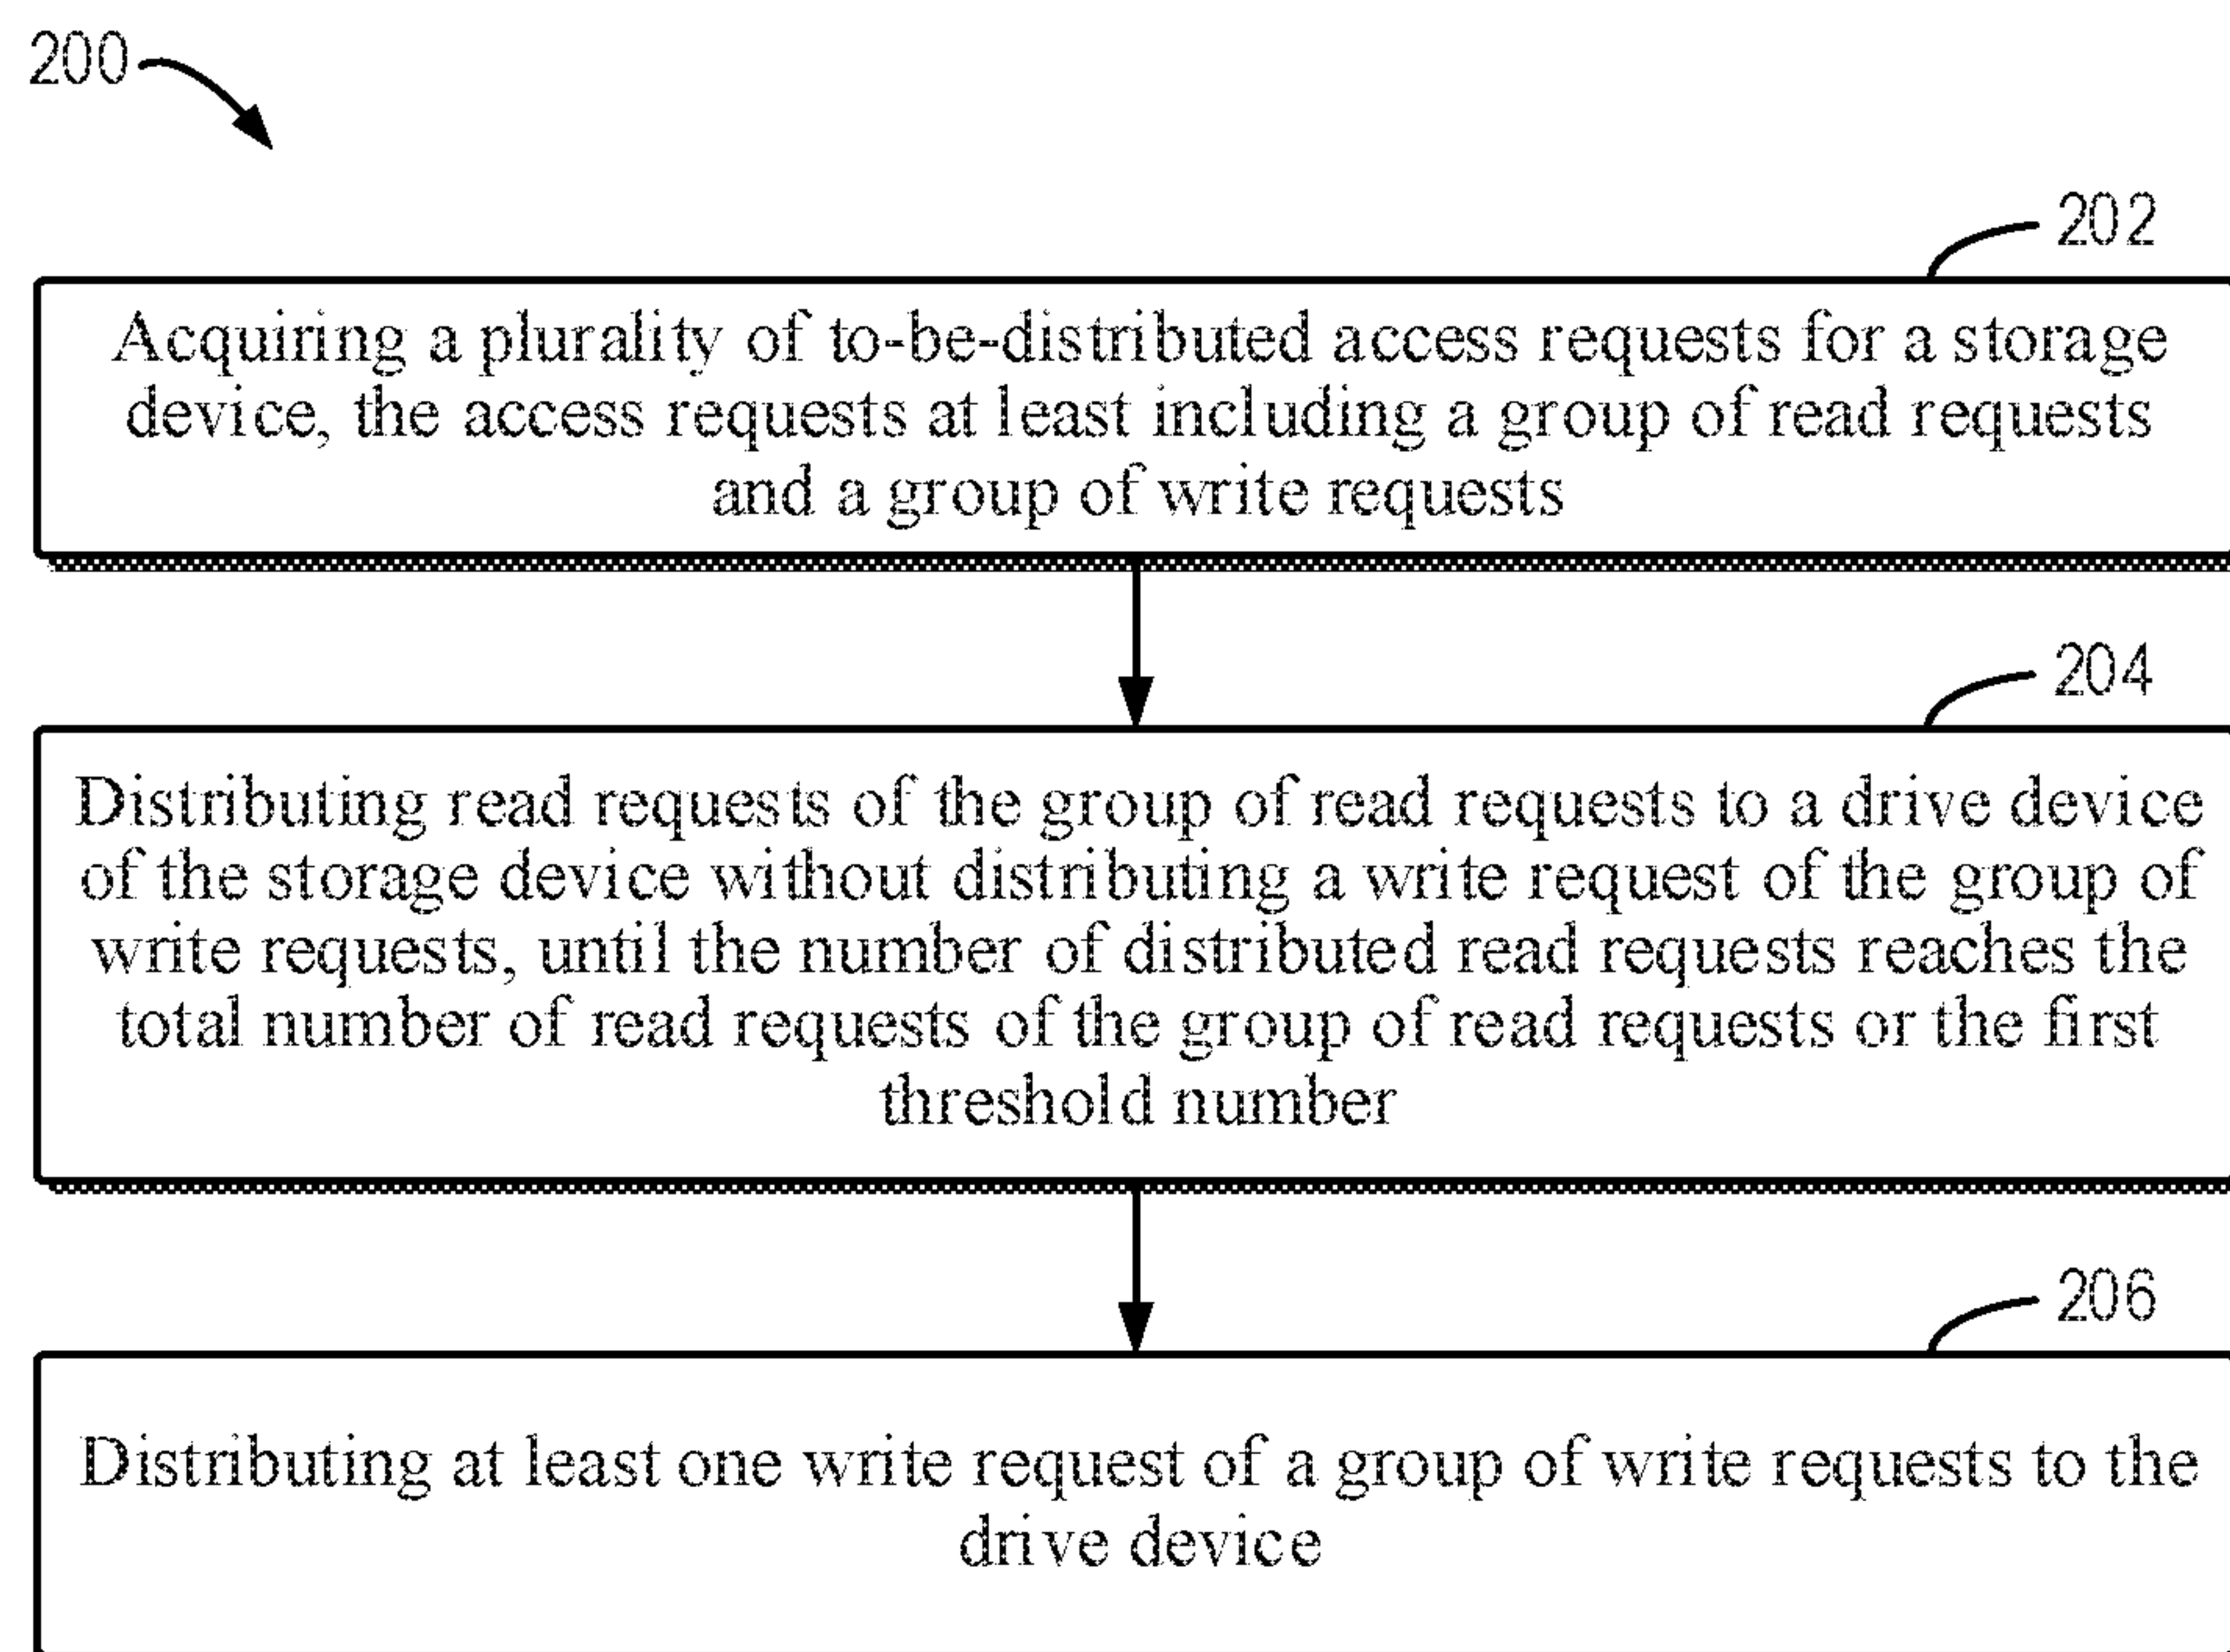 200
202
Acquiring a plurality of to-be-distributed access requests for a storage
device, the access requests at least including a group of read requests
and a group of write requests
204
Distributing read requests of the group of read requests to a drive device
of the storage device without distributing a write request of the group of
write requests, until the number of distributed read requests reaches the
total number of read requests of the group of read requests or the first
threshold number
206
Distributing at least one write request of a group of write requests to the
drive device